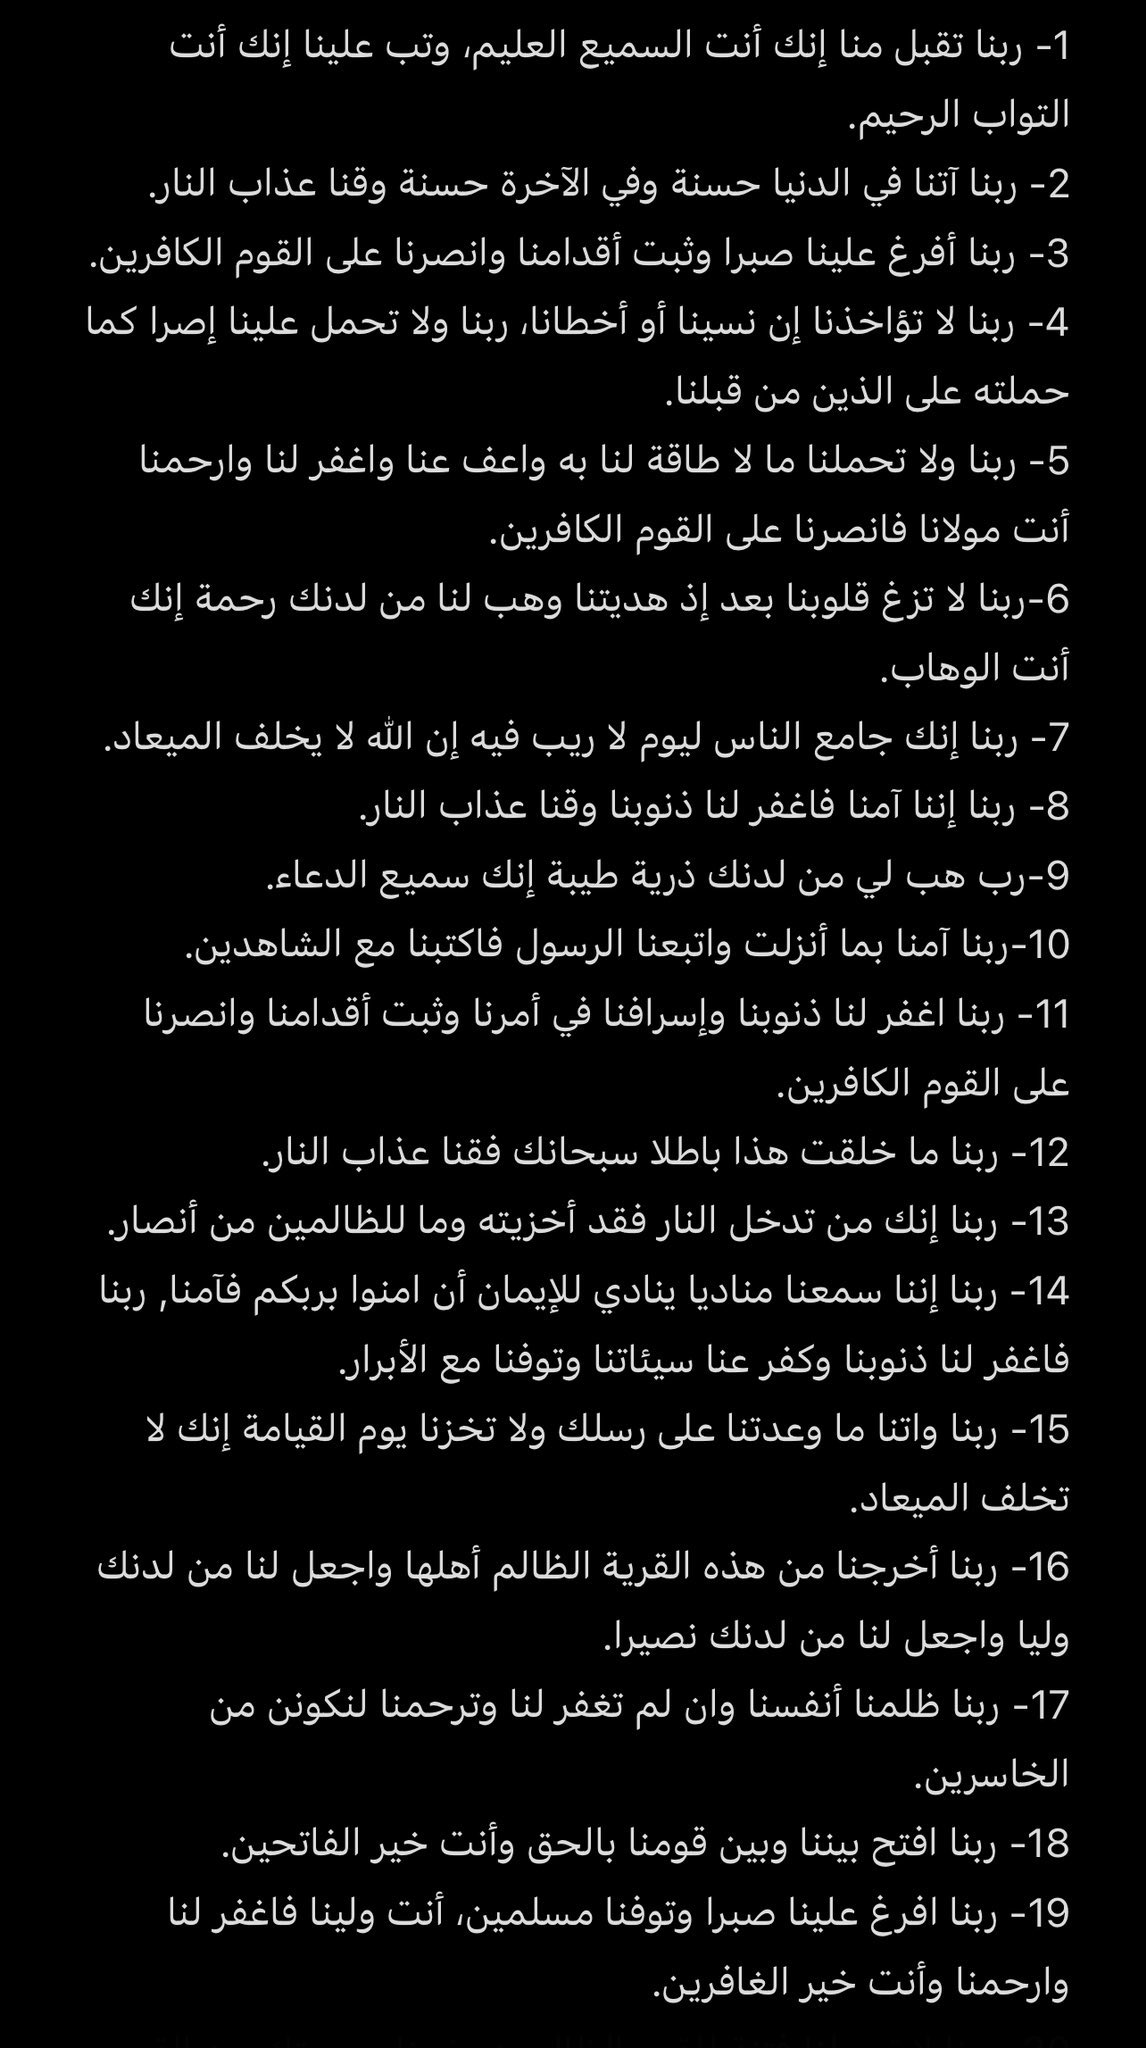 1- ربنا تقبل منا إنك أنت السميع العليم، وتب علينا إنك أنت
التواب الرحيم.
2- ربنا آتنا في الدنيا حسنة وفي الآخرة حسنة وقنا عذاب النار.
3- ربنا أفرغ علينا صبرا وثبت أقدامنا وانصرنا على القوم الكافرين.
4- ربنا لا تؤاخذنا إن نسينا أو أخطانا، ربنا ولا تحمل علينا إصرا كما
حملته على الذين من قبلنا.
5- ربنا ولا تحملنا ما لا طاقة لنا به واعف عنا واغفر لنا وارحمنا
أنت مولانا فانصرنا على القوم الكافرين.
6-ربنا لا تزغ قلوبنا بعد إذ هديتنا وهب لنا من لدنك رحمة إنك
أنت الوهاب.
7- ربنا إنك جامع الناس ليوم لا ريب فيه إن الله لا يخلف الميعاد.
8- ربنا إننا آمنا فاغفر لنا ذنوبنا وقنا عذاب النار.
9-رب هب لي من لدنك ذرية طيبة إنك سميع الدعاء.
10-ربنا آمنا بما أنزلت واتبعنا الرسول فاكتبنا مع الشاهدين.
11- ربنا اغفر لنا ذنوبنا وإسرافنا في أمرنا وثبت أقدامنا وانصرنا
على القوم الكافرين.
12- ربنا ما خلقت هذا باطلا سبحانك فقنا عذاب النار.
13- ربنا إنك من تدخل النار فقد أخزيته وما للظالمين من أنصار.
14- ربنا إننا سمعنا مناديا ينادي للإيمان أن امنوا بربكم فآمنا, ربنا
فاغفر لنا ذنوبنا وكفر عنا سيئاتنا وتوفنا مع الأبرار.
15- ربنا واتنا ما وعدتنا على رسلك ولا تخزنا يوم القيامة إنك لا
تخلف الميعاد.
16- ربنا أخرجنا من هذه القرية الظالم أهلها واجعل لنا من لدنك
وليا واجعل لنا من لدنك نصيرا.
17- ربنا ظلمنا أنفسنا وان لم تغفر لنا وترحمنا لنكونن من
الخاسرين.
18- ربنا افتح بيننا وبين قومنا بالحق وأنت خير الفاتحين.
19- ربنا افرغ علينا صبرا وتوفنا مسلمين، أنت ولينا فاغفر لنا
وارحمنا وأنت خير الغافرين.